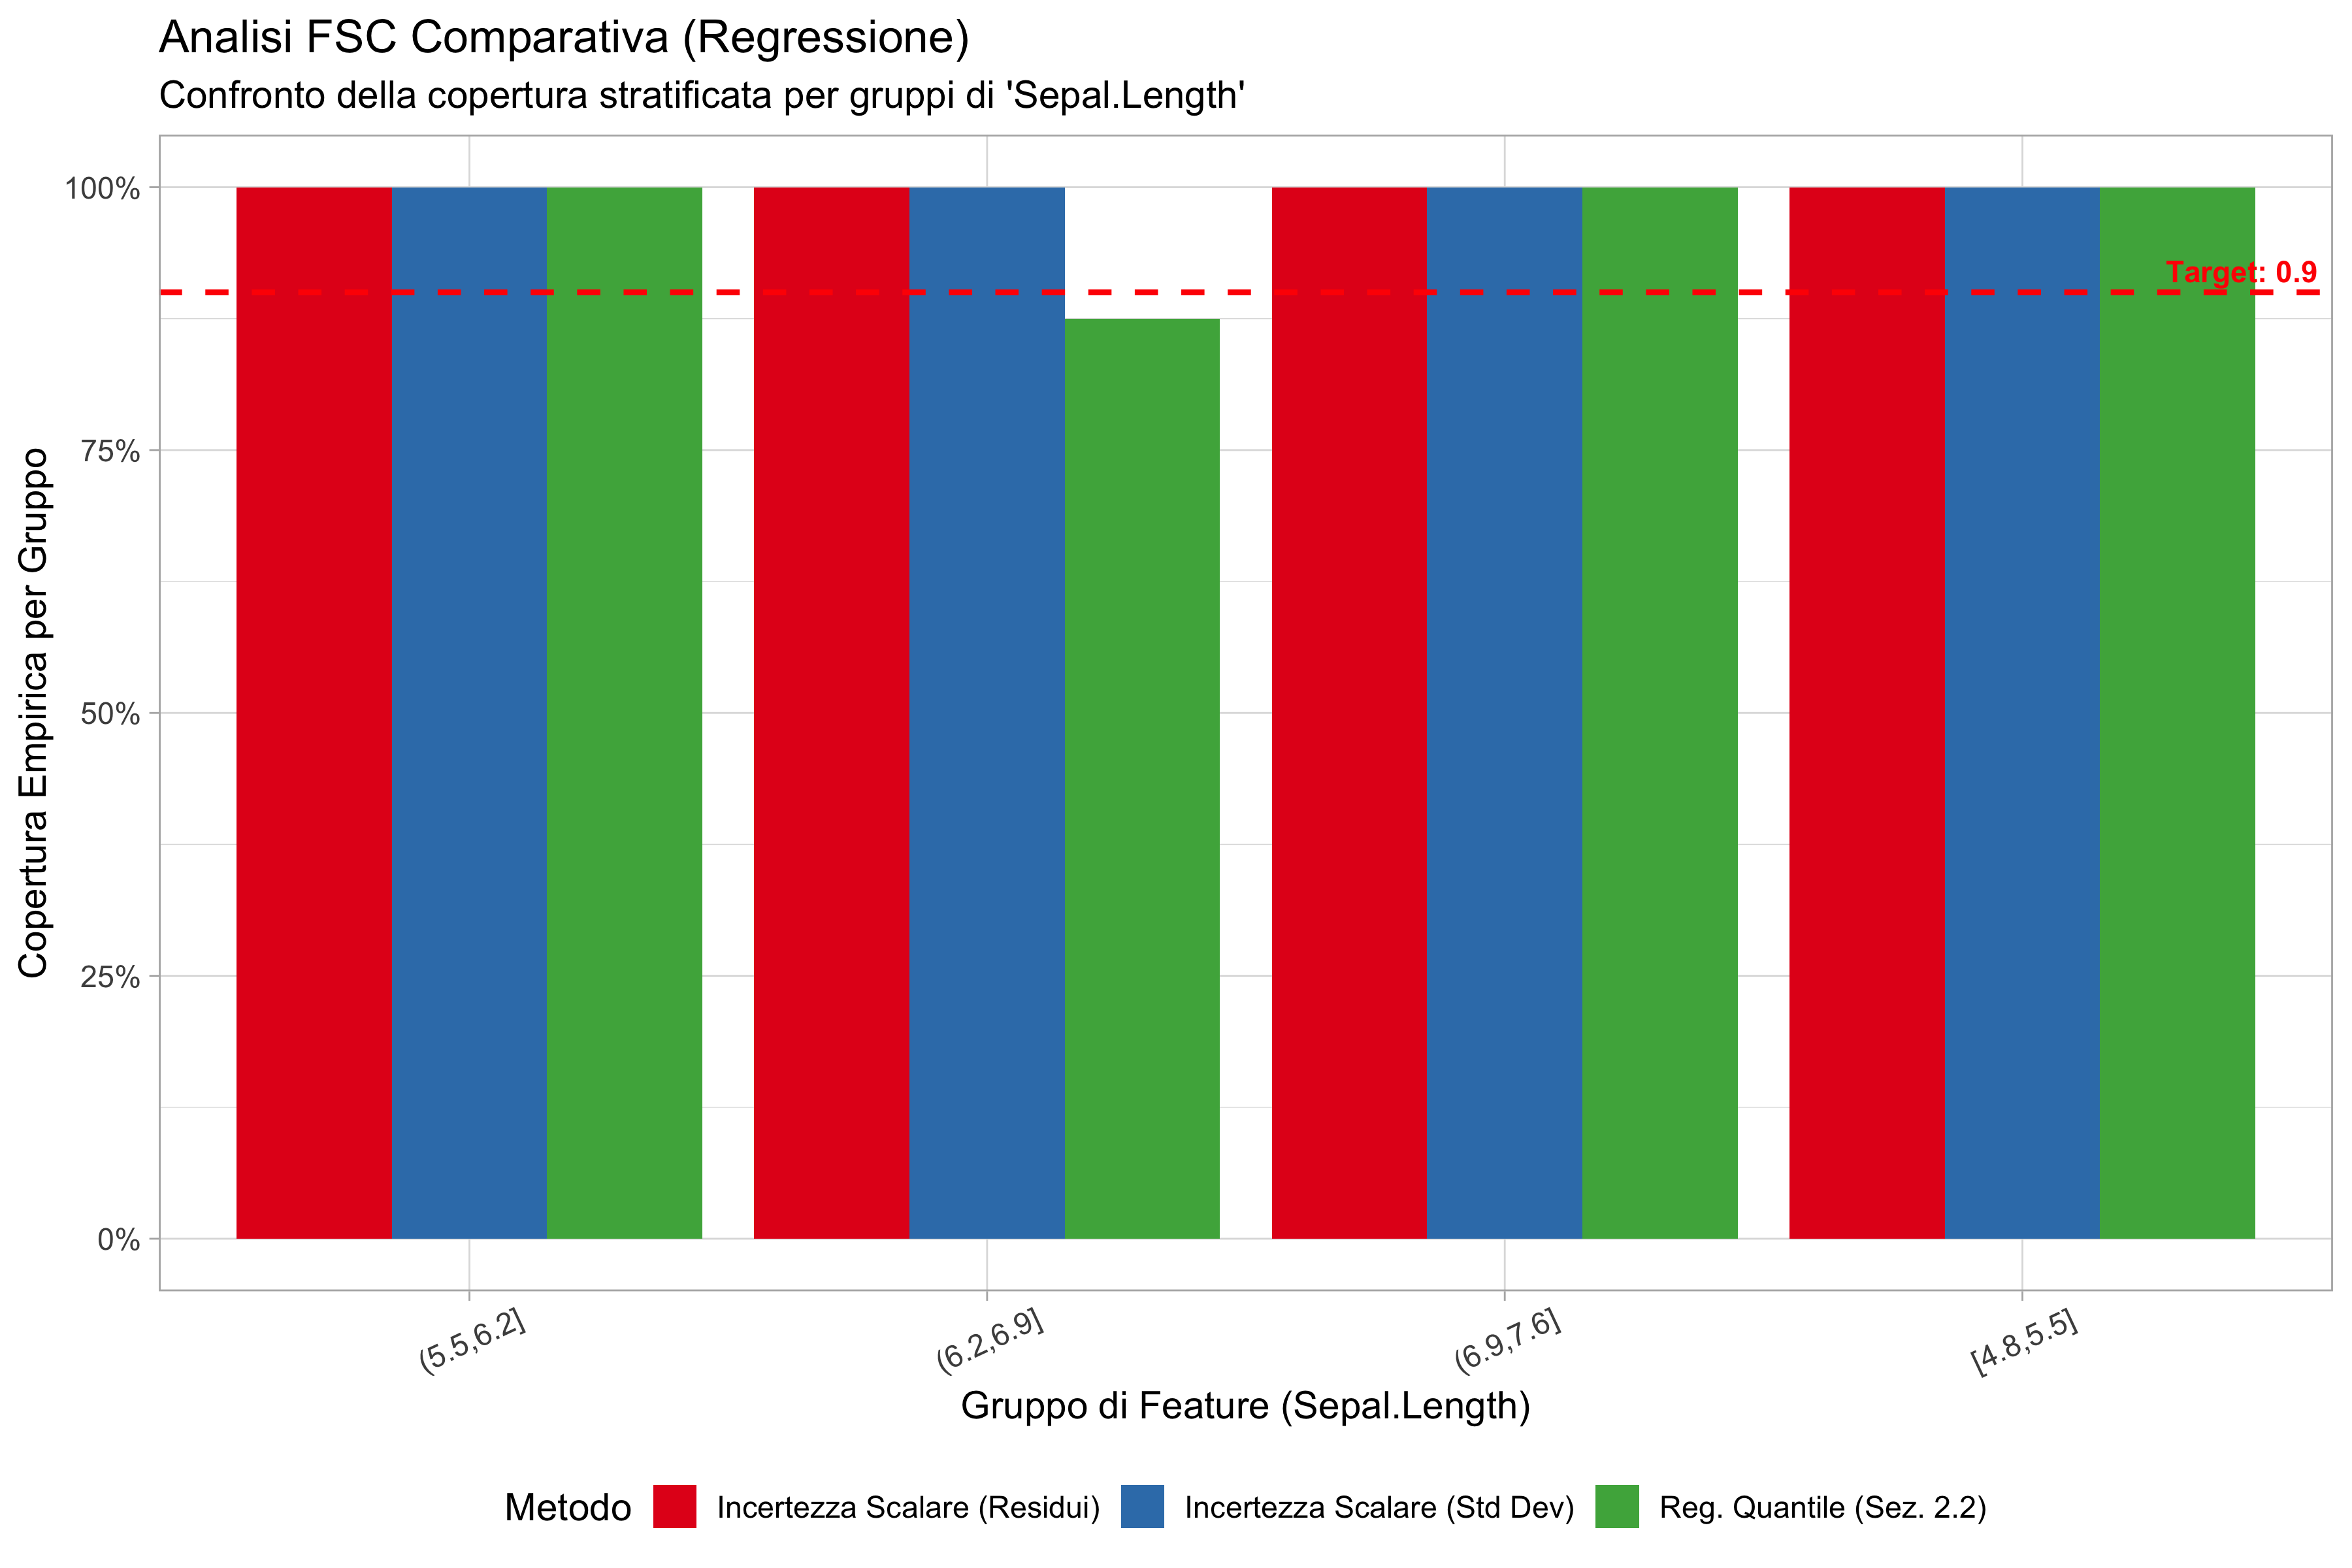 Analisi FSC Comparativa (Regressione)
Confronto della copertura stratificata per gruppi di 'Sepal.Length'
Copertura Empirica per Gruppo
100%
75%
50%
25%
0%
Target: 0.9
(5.5,6.2]
(6.2,6.9]
(6.9,7.6]
[4.8,5.5]
Gruppo di Feature (Sepal.Length)
Metodo
Incertezza Scalare (Residui)
Incertezza Scalare (Std Dev)
Reg. Quantile (Sez. 2.2)